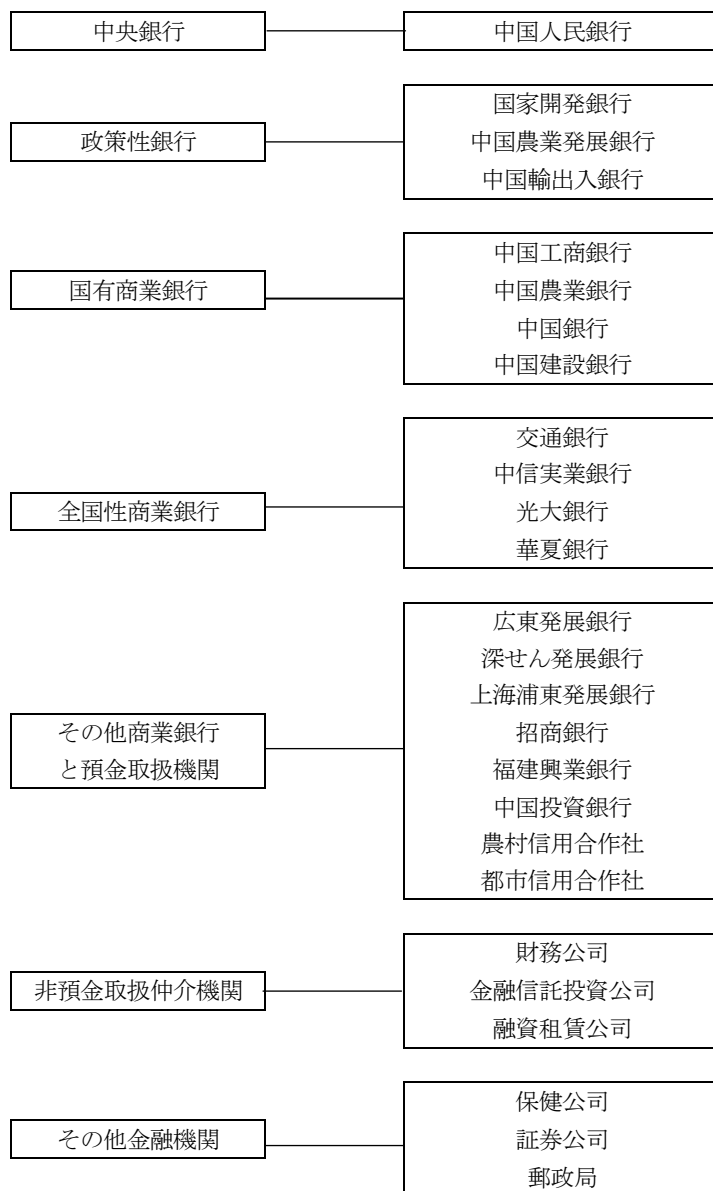 中央銀行
中国人民銀行
政策性銀行
国家開発銀行
中国農業発展銀行
中国輸出入銀行
国有商業銀行
中国工商銀行
中国農業銀行
中国銀行
中国建設銀行
全国性商業銀行
交通銀行
中信実業銀行
光大銀行
華夏銀行
その他商業銀行
と預金取扱機関
広東発展銀行
深せん発展銀行
上海浦東発展銀行
招商銀行
福建興業銀行
中国投資銀行
農村信用合作社
都市信用合作社
非預金取扱仲介機関
財務公司
金融信託投資公司
融資租賃公司
その他金融機関
保健公司
証券公司
郵政局